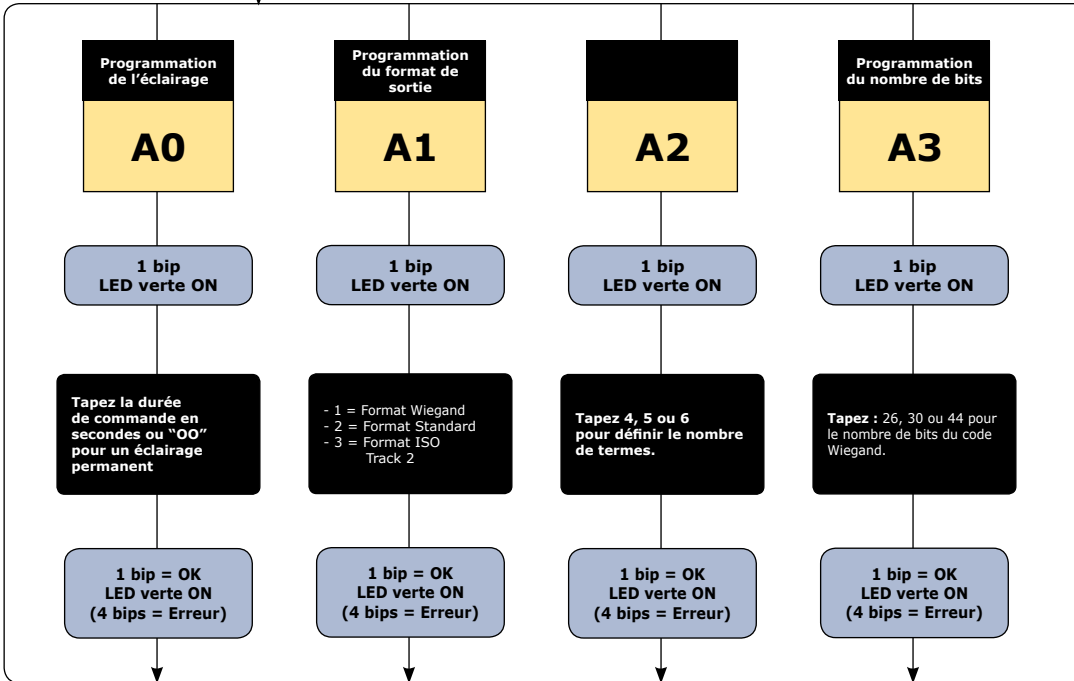 Programmation
de l'éclairage
A0
1 bip
LED verte ON
Tapez la durée
de commande en
secondes ou “OO”
pour un éclairage
permanent
1 bip = OK
LED verte ON
(4 bips = Erreur)
Programmation
du format de
sortie
A1
1 bip
LED verte ON
- 1 = Format Wiegand
- 2 = Format Standard
- 3 = Format ISO
Track 2
1 bip = OK
LED verte ON
(4 bips = Erreur)
A2
1 bip
LED verte ON
Tapez 4, 5 ou 6
pour définir le nombre
de termes.
1 bip = OK
LED verte ON
(4 bips = Erreur)
Programmation
du nombre de bits
A3
1 bip
LED verte ON
Tapez : 26, 30 ou 44 pour
le nombre de bits du code
Wiegand.
1 bip = OK
LED verte ON
(4 bips = Erreur)